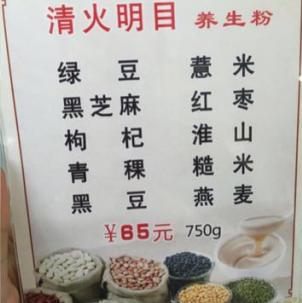 清火明目 养生粉
绿豆 薏米
黑芝麻 红枣
枸杞 淮山
青稞 糙米
黑豆 燕麦
¥65元 750g